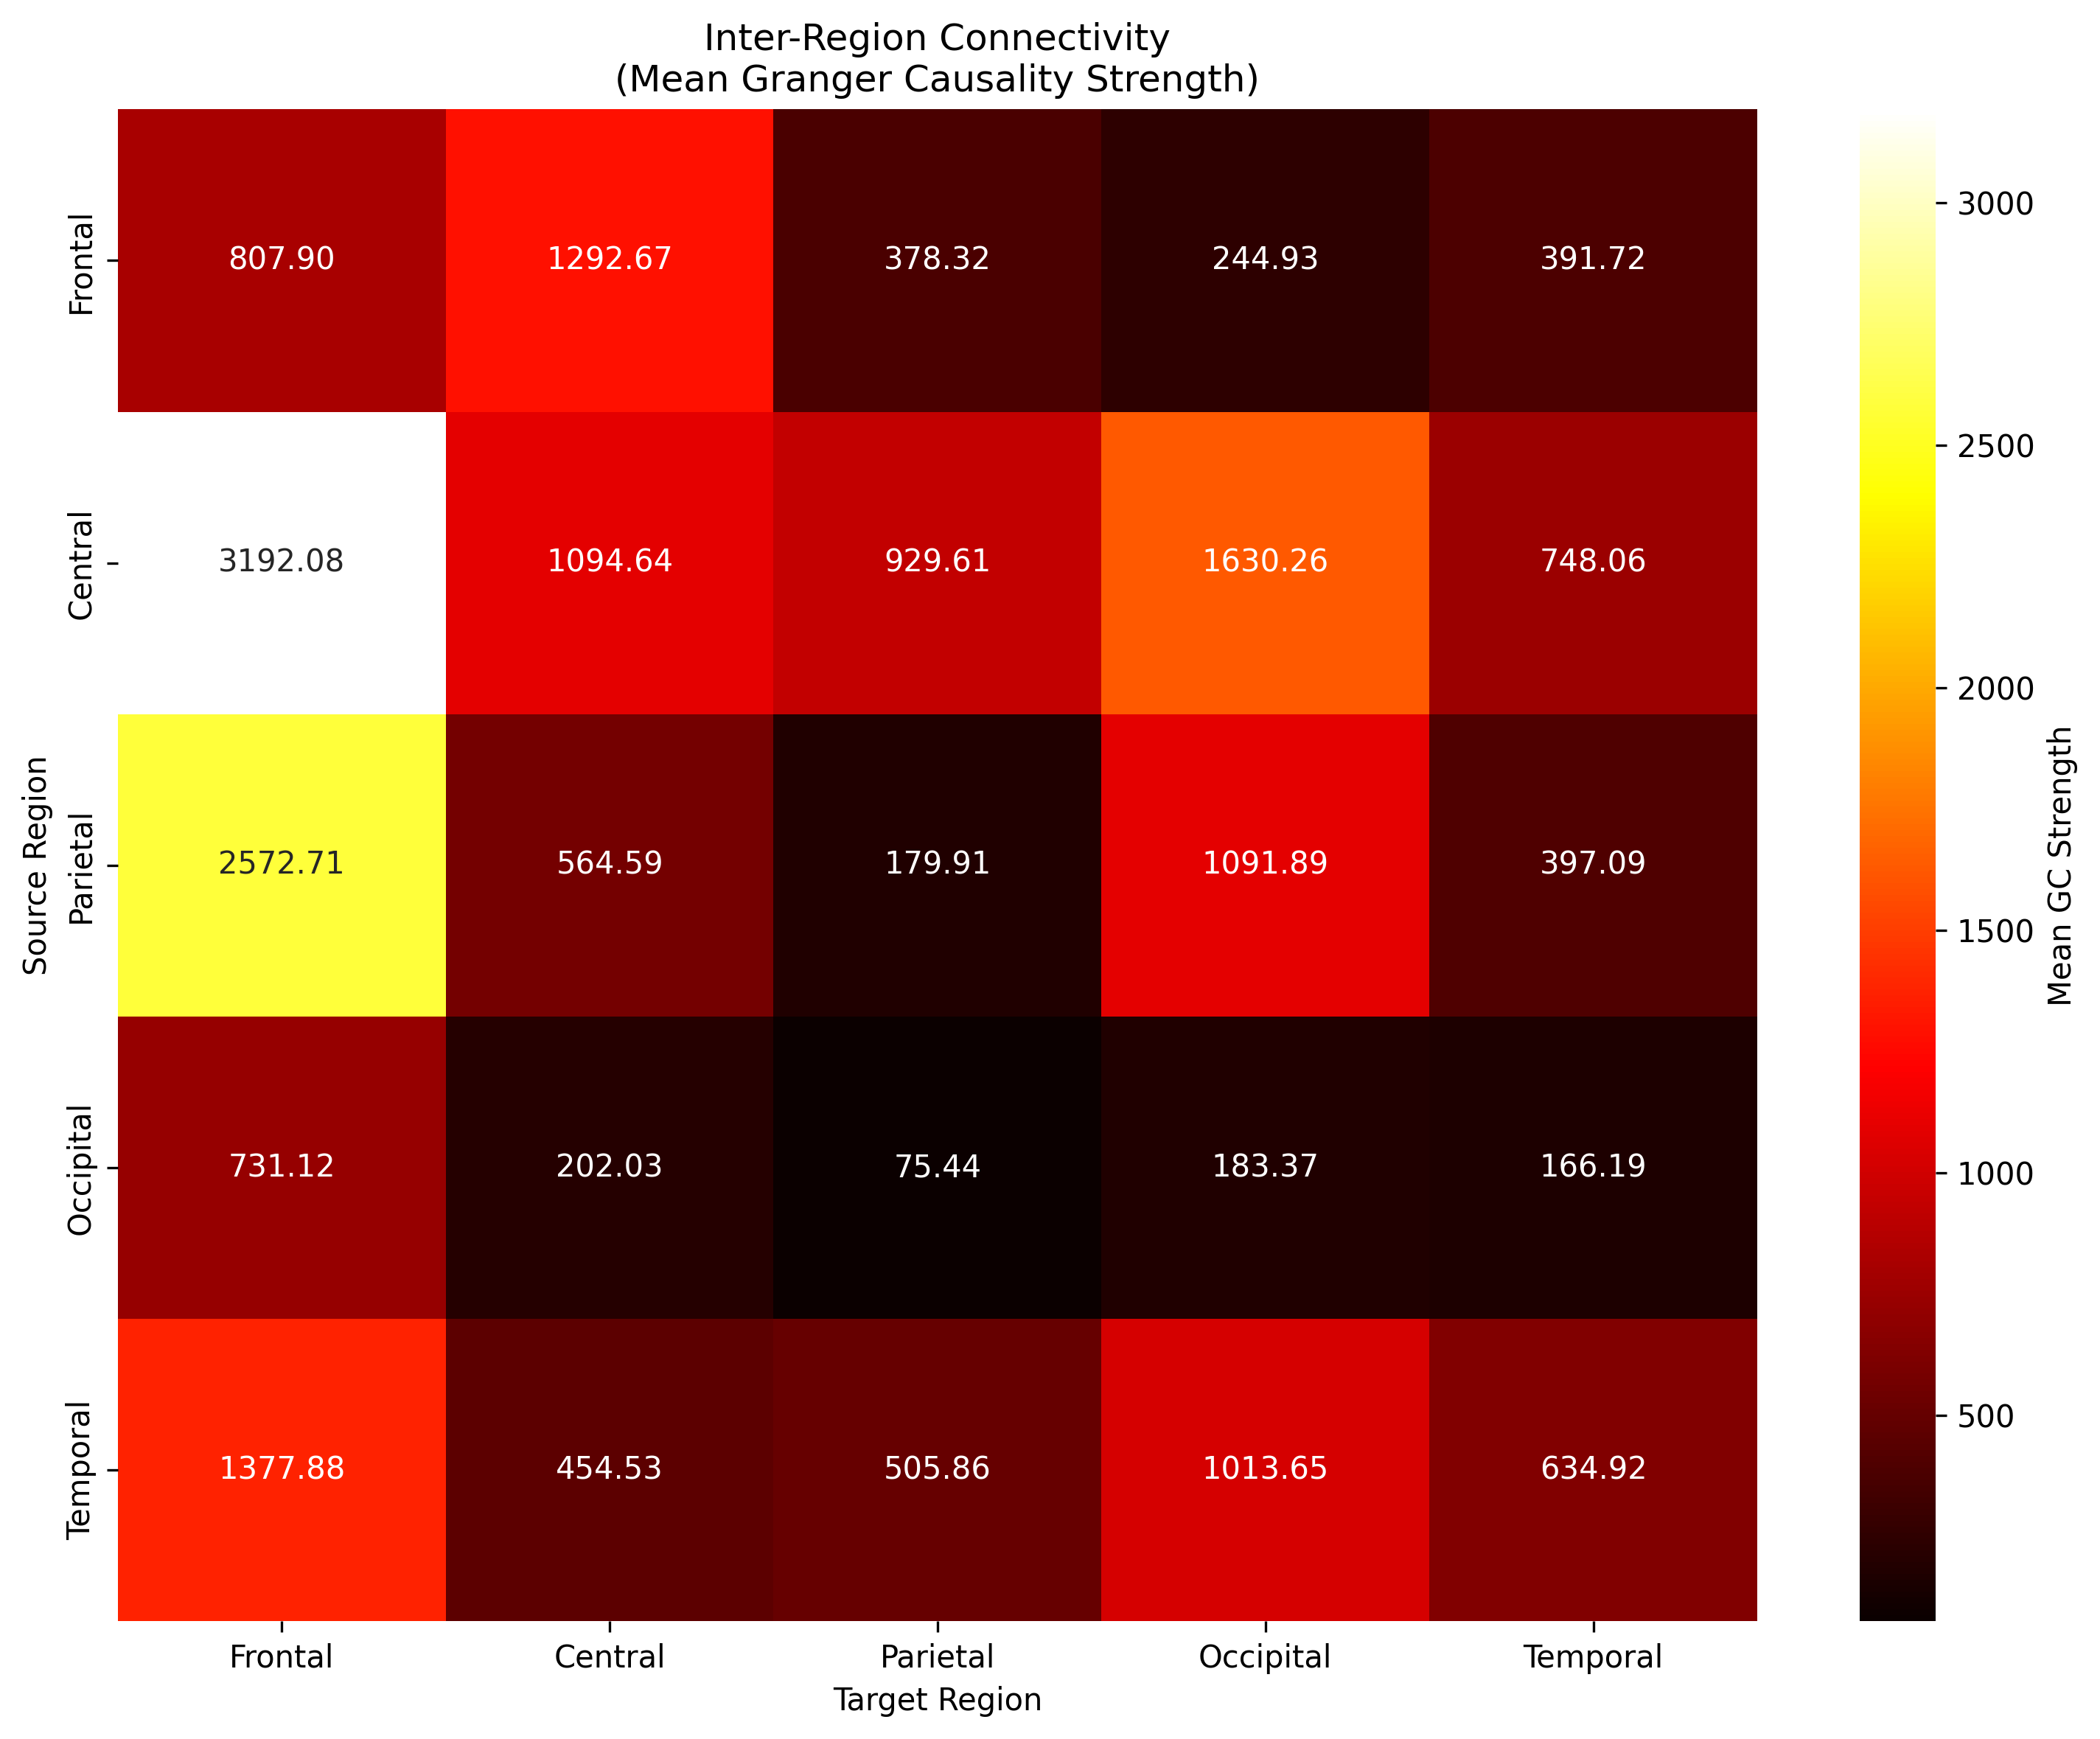 Inter-Region Connectivity
(Mean Granger Causality Strength)
Source Region
Frontal
807.90 1292.67 378.32 244.93 391.72
Central
3192.08 1094.64 929.61 1630.26 748.06
Parietal
2572.71 564.59 179.91 1091.89 397.09
Occipital
731.12 202.03 75.44 183.37 166.19
Temporal
1377.88 454.53 505.86 1013.65 634.92
Frontal Central Parietal Occipital Temporal
Target Region
3000
2500
2000
1500
1000
500
Mean GC Strength